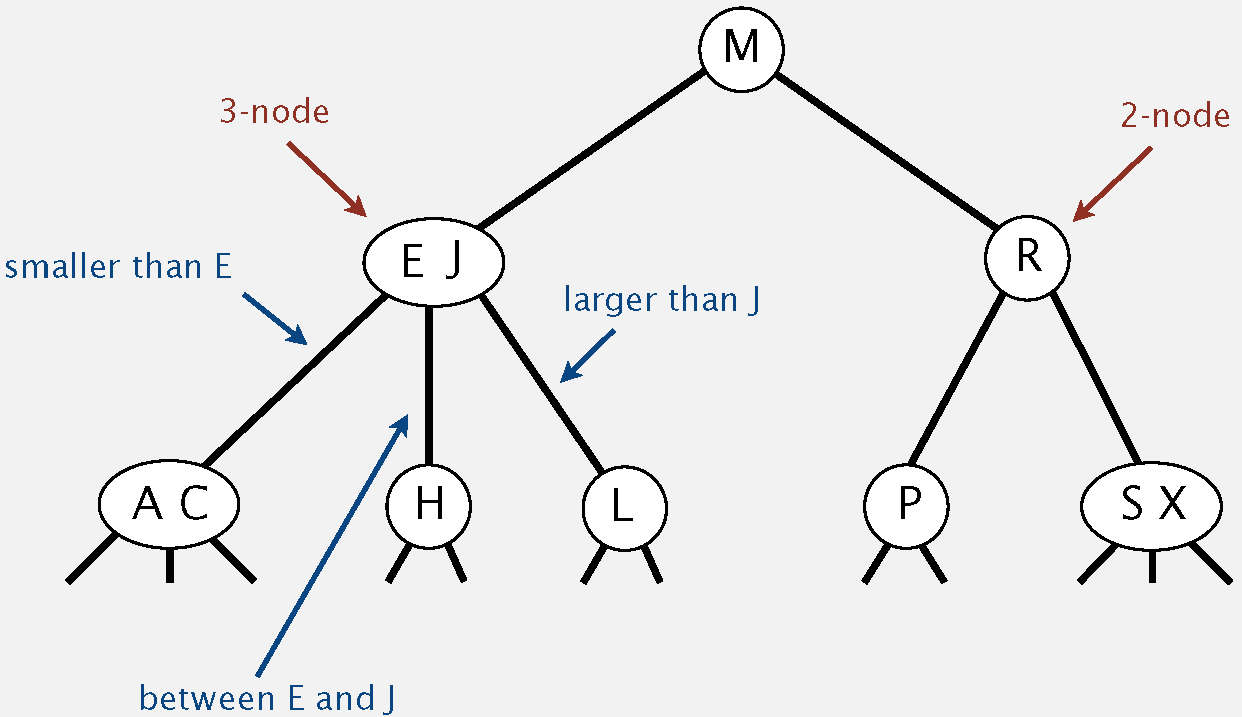 M
3-node
2-node
E J
R
smaller than E
larger than J
A C
H
L
P
S X
between E and J